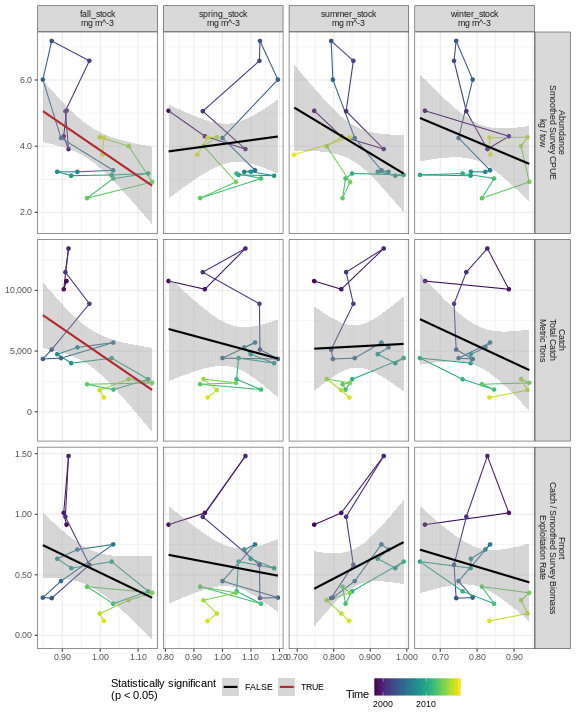 fall_stock
mg m^-3
spring_stock
mg m^-3
summer_stock
mg m^-3
winter_stock
mg m^-3
6.0
4.0
2.0
Abundance
Smoothed Survey CPUE
kg / tow
10,000
5,000
0
Catch
Total Catch
Metric Tons
1.50
1.00
0.50
0.00
Fmort
Catch / Smoothed Survey Biomass
Exploitation Rate
0.90 1.00 0.80 0.90 1.00 1.10 1.20 0.700 0.800 0.900 1.000 0.70 0.80 0.90
Statistically significant
(p < 0.05)
FALSE TRUE
Time
2000 2010